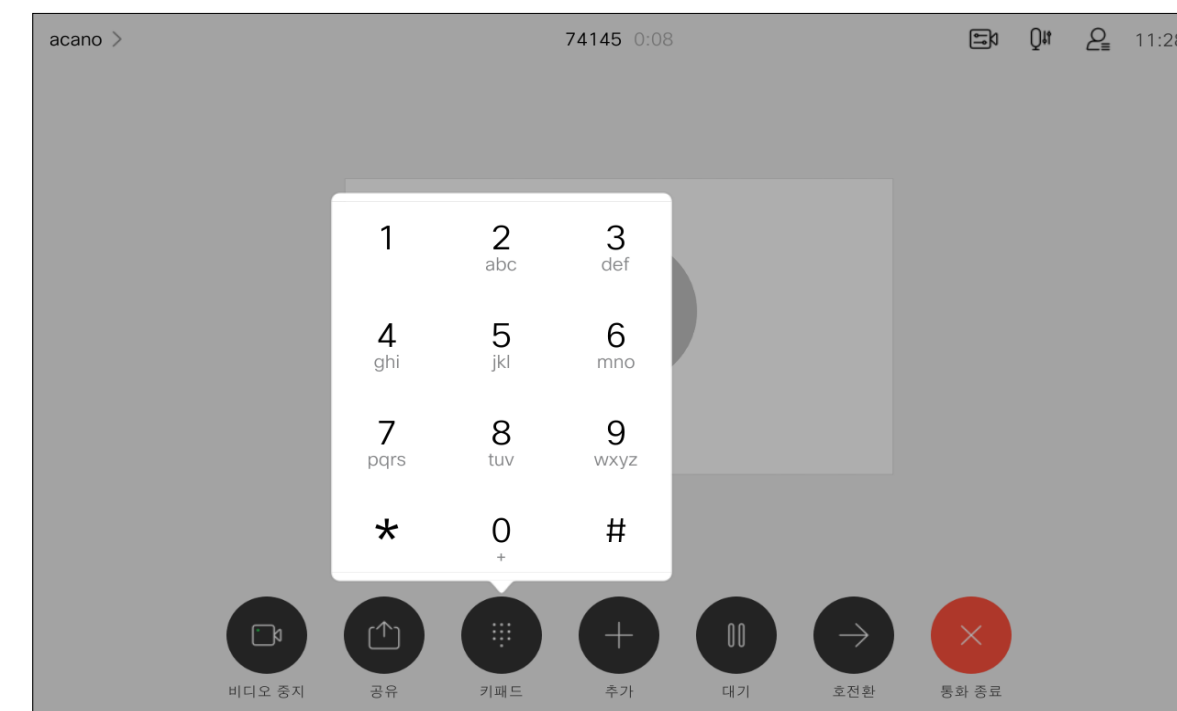 acano >
74145 0:08
11:28
1 2 3
abc def
4 5 6
ghi jkl mno
7 8 9
pqrs tuv wxyz
* 0 #
+
비디오 중지 공유 키패드 추가 대기 호전환 통화 종료